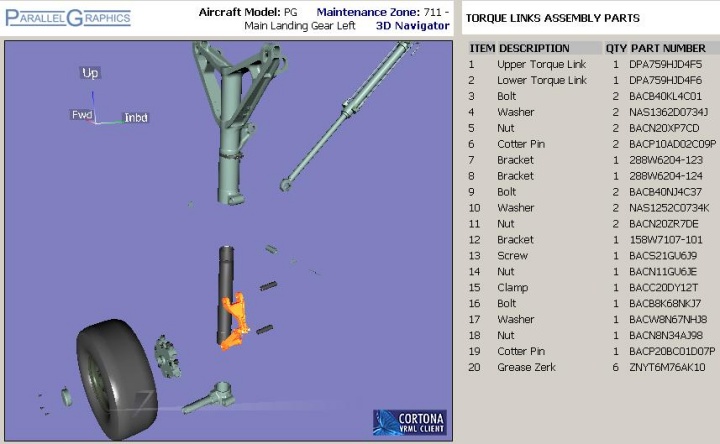 PARALLELGRAPHICS
Aircraft Model: PG Maintenance Zone: 711 -
Main Landing Gear Left 3D Navigator
Up
Fwd
Inbd
CORTONA
VRML CLIENT
TORQUE LINKS ASSEMBLY PARTS
ITEM DESCRIPTION QTY PART NUMBER
1 Upper Torque Link 1 DPA759HJD4F5
2 Lower Torque Link 1 DPA759HJD4F6
3 Bolt 2 BACB40KL4C01
4 Washer 2 NAS1362D0734J
5 Nut 2 BACN20XP7CD
6 Cotter Pin 2 BACP10AD02C09P
7 Bracket 1 288W6204-123
8 Bracket 1 288W6204-124
9 Bolt 2 BACB40NJ4C37
10 Washer 2 NAS1252C0734K
11 Nut 2 BACN20ZR7DE
12 Bracket 1 158W7107-101
13 Screw 1 BACS21GU6J9
14 Nut 1 BACN11GU6JE
15 Clamp 1 BACC20DY12T
16 Bolt 1 BACB8K68NKJ7
17 Washer 1 BACW8N67NHJ8
18 Nut 1 BACN8N34AJ98
19 Cotter Pin 1 BACP20BC01D07P
20 Grease Zerk 6 ZNYT6M76AK10